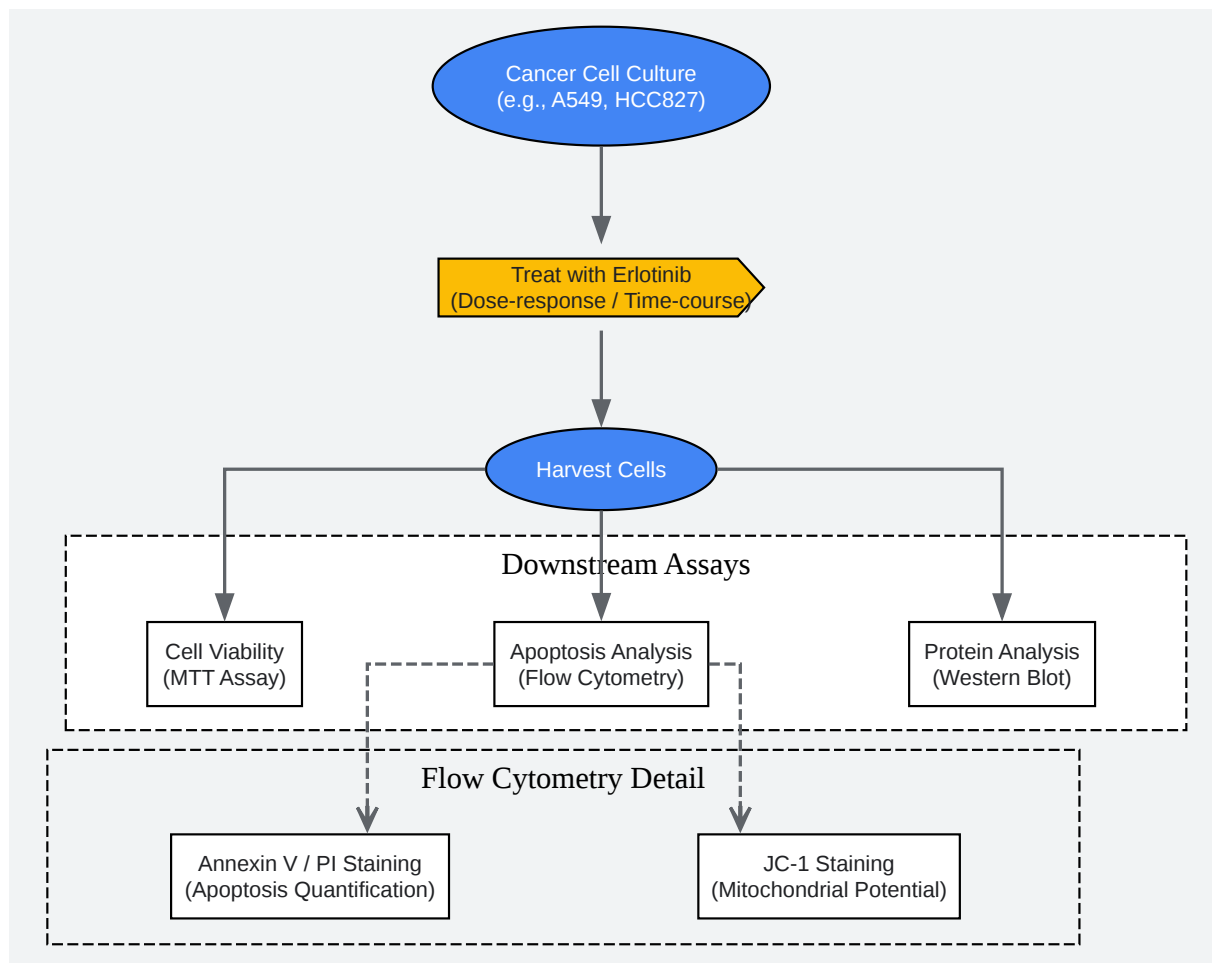 Cancer Cell Culture
(e.g., A549, HCC827)
Treat with Erlotinib
(Dose-response / Time-course)
Harvest Cells
Downstream Assays
Cell Viability
(MTT Assay)
Apoptosis Analysis
(Flow Cytometry)
Protein Analysis
(Western Blot)
Flow Cytometry Detail
Annexin V / PI Staining
(Apoptosis Quantification)
JC-1 Staining
(Mitochondrial Potential)